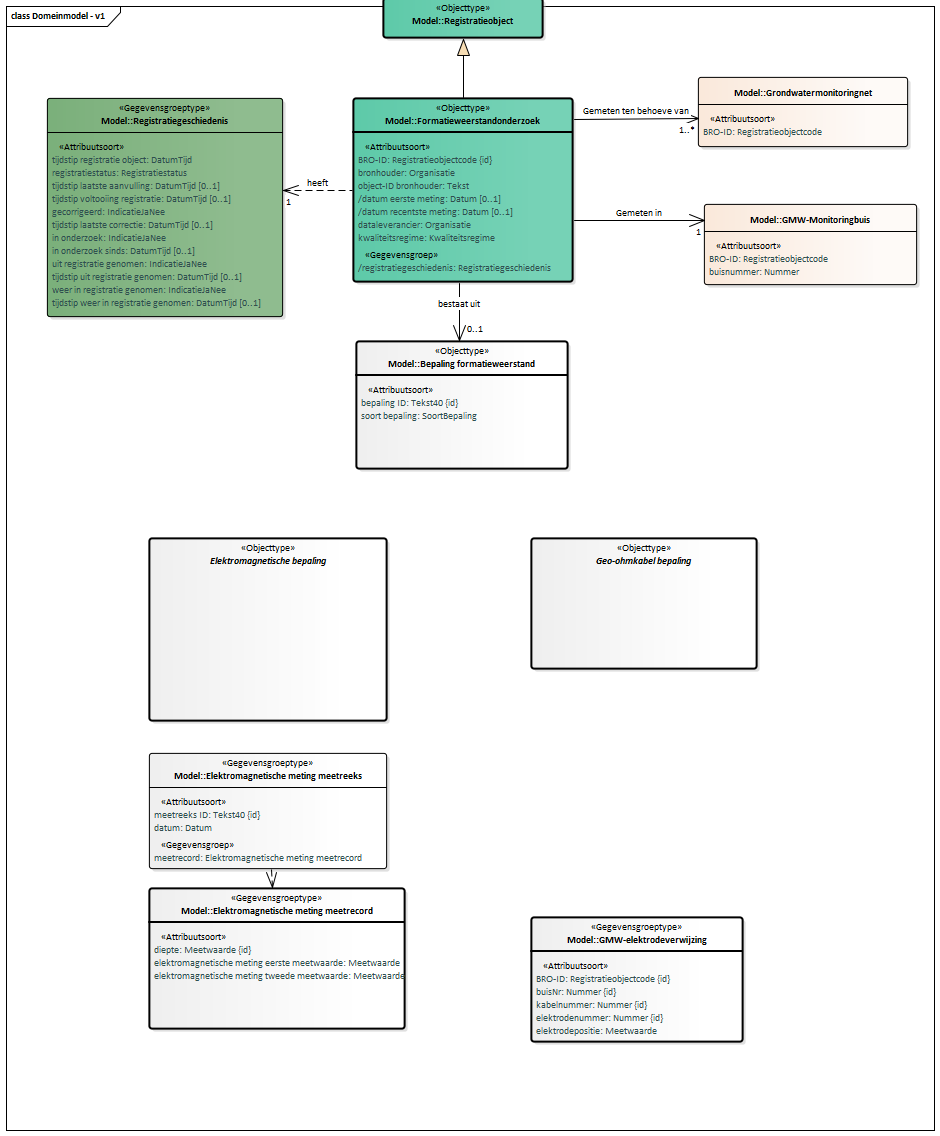 class Domeinmodel - v1
«Objecttype»
Model::Registratieobject
«Gegevensgroeptype»
Model::Registratiegeschiedenis
«Attribuutsoort»
tijdstip registratie object: DatumTijd
registratiestatus: Registratiestatus
tijdstip laatste aanvulling: DatumTijd [0..1]
tijdstip voltooiing registratie: DatumTijd [0..1]
gecorrigeerd: IndicatieJaNee
tijdstip laatste correctie: DatumTijd [0..1]
in onderzoek: IndicatieJaNee
in onderzoek sinds: DatumTijd [0..1]
uit registratie genomen: IndicatieJaNee
tijdstip uit registratie genomen: DatumTijd [0..1]
weer in registratie genomen: IndicatieJaNee
tijdstip weer in registratie genomen: DatumTijd [0..1]
heeft
1
«Objecttype»
Model::Formatieweerstandonderzoek
«Attribuutsoort»
BRO-ID: Registratieobjectcode {id}
bronhouder: Organisatie
object-ID bronhouder: Tekst
/datum eerste meting: Datum [0..1]
/datum recentste meting: Datum [0..1]
dataleverancier: Organisatie
kwaliteitsregime: Kwaliteitsregime
«Gegevensgroep»
/registratiegeschiedenis: Registratiegeschiedenis
Gemeten ten behoeve van
1..*
Model::Grondwatermonitoringnet
«Attribuutsoort»
BRO-ID: Registratieobjectcode
Gemeten in
1
Model::GMW-Monitoringbuis
«Attribuutsoort»
BRO-ID: Registratieobjectcode
buisnummer: Nummer
bestaat uit
0..1
«Objecttype»
Model::Bepaling formatieweerstand
«Attribuutsoort»
bepaling ID: Tekst40 {id}
soort bepaling: SoortBepaling
«Objecttype»
Elektromagnetische bepaling
«Objecttype»
Geo-ohmkabel bepaling
«Gegevensgroeptype»
Model::Elektromagnetische meting meetreeks
«Attribuutsoort»
meetreeks ID: Tekst40 {id}
datum: Datum
«Gegevensgroep»
meetrecord: Elektromagnetische meting meetrecord
«Gegevensgroeptype»
Model::Elektromagnetische meting meetrecord
«Attribuutsoort»
diepte: Meetwaarde {id}
elektromagnetische meting eerste meetwaarde: Meetwaarde
elektromagnetische meting tweede meetwaarde: Meetwaarde
«Gegevensgroeptype»
Model::GMW-elektrodeverwijzing
«Attribuutsoort»
BRO-ID: Registratieobjectcode {id}
buisNr: Nummer {id}
kabelnummer: Nummer {id}
elektrodenummer: Nummer {id}
elektrodepositie: Meetwaarde